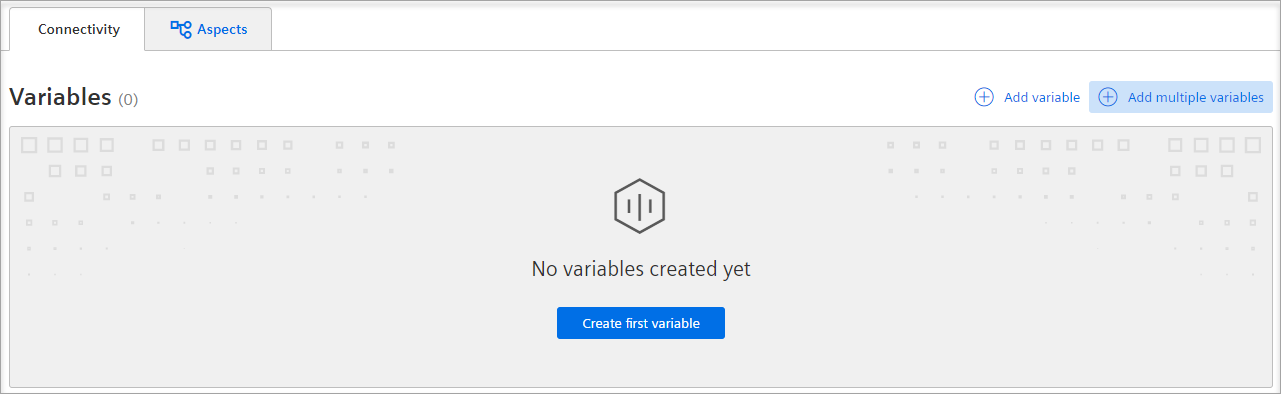 Connectivity
Aspects
Variables (0)
Add variable
Add multiple variables
No variables created yet
Create first variable